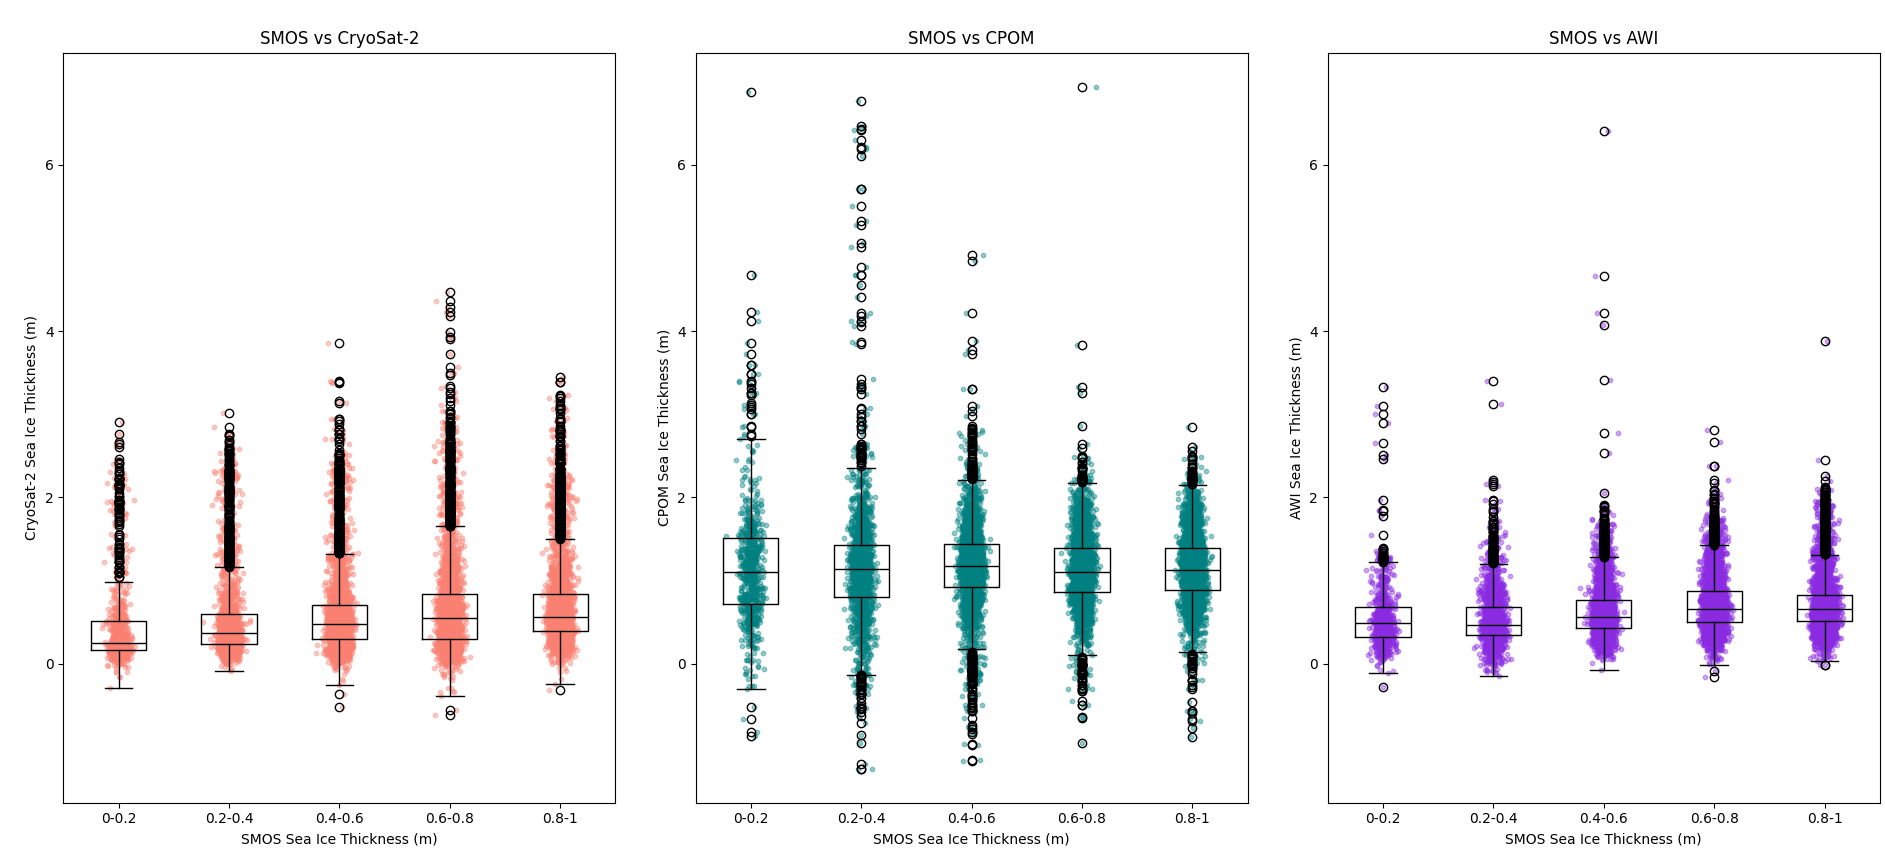 SMOS vs CryoSat-2
CryoSat-2 Sea Ice Thickness (m)
6
4
2
0
0-0.2 0.2-0.4 0.4-0.6 0.6-0.8 0.8-1
SMOS Sea Ice Thickness (m)
SMOS vs CPOM
CPOM Sea Ice Thickness (m)
6
4
2
0
0-0.2 0.2-0.4 0.4-0.6 0.6-0.8 0.8-1
SMOS Sea Ice Thickness (m)
SMOS vs AWI
AWI Sea Ice Thickness (m)
6
4
2
0
0-0.2 0.2-0.4 0.4-0.6 0.6-0.8 0.8-1
SMOS Sea Ice Thickness (m)